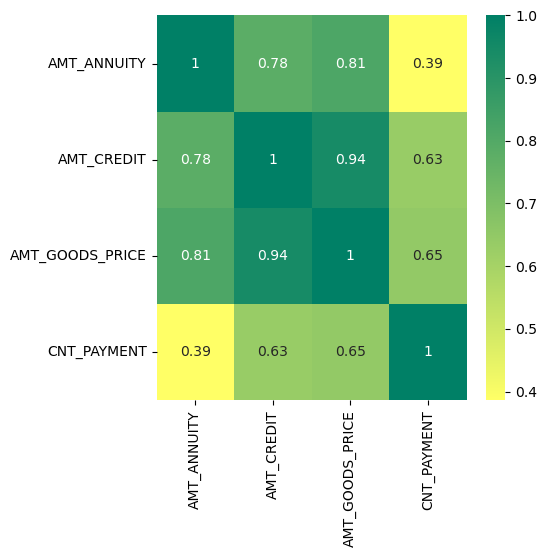 AMT_ANNUITY 1 0.78 0.81 0.39
AMT_CREDIT 0.78 1 0.94 0.63
AMT_GOODS_PRICE 0.81 0.94 1 0.65
CNT_PAYMENT 0.39 0.63 0.65 1
AMT_ANNUITY
AMT_CREDIT
AMT_GOODS_PRICE
CNT_PAYMENT
1.0
0.9
0.8
0.7
0.6
0.5
0.4